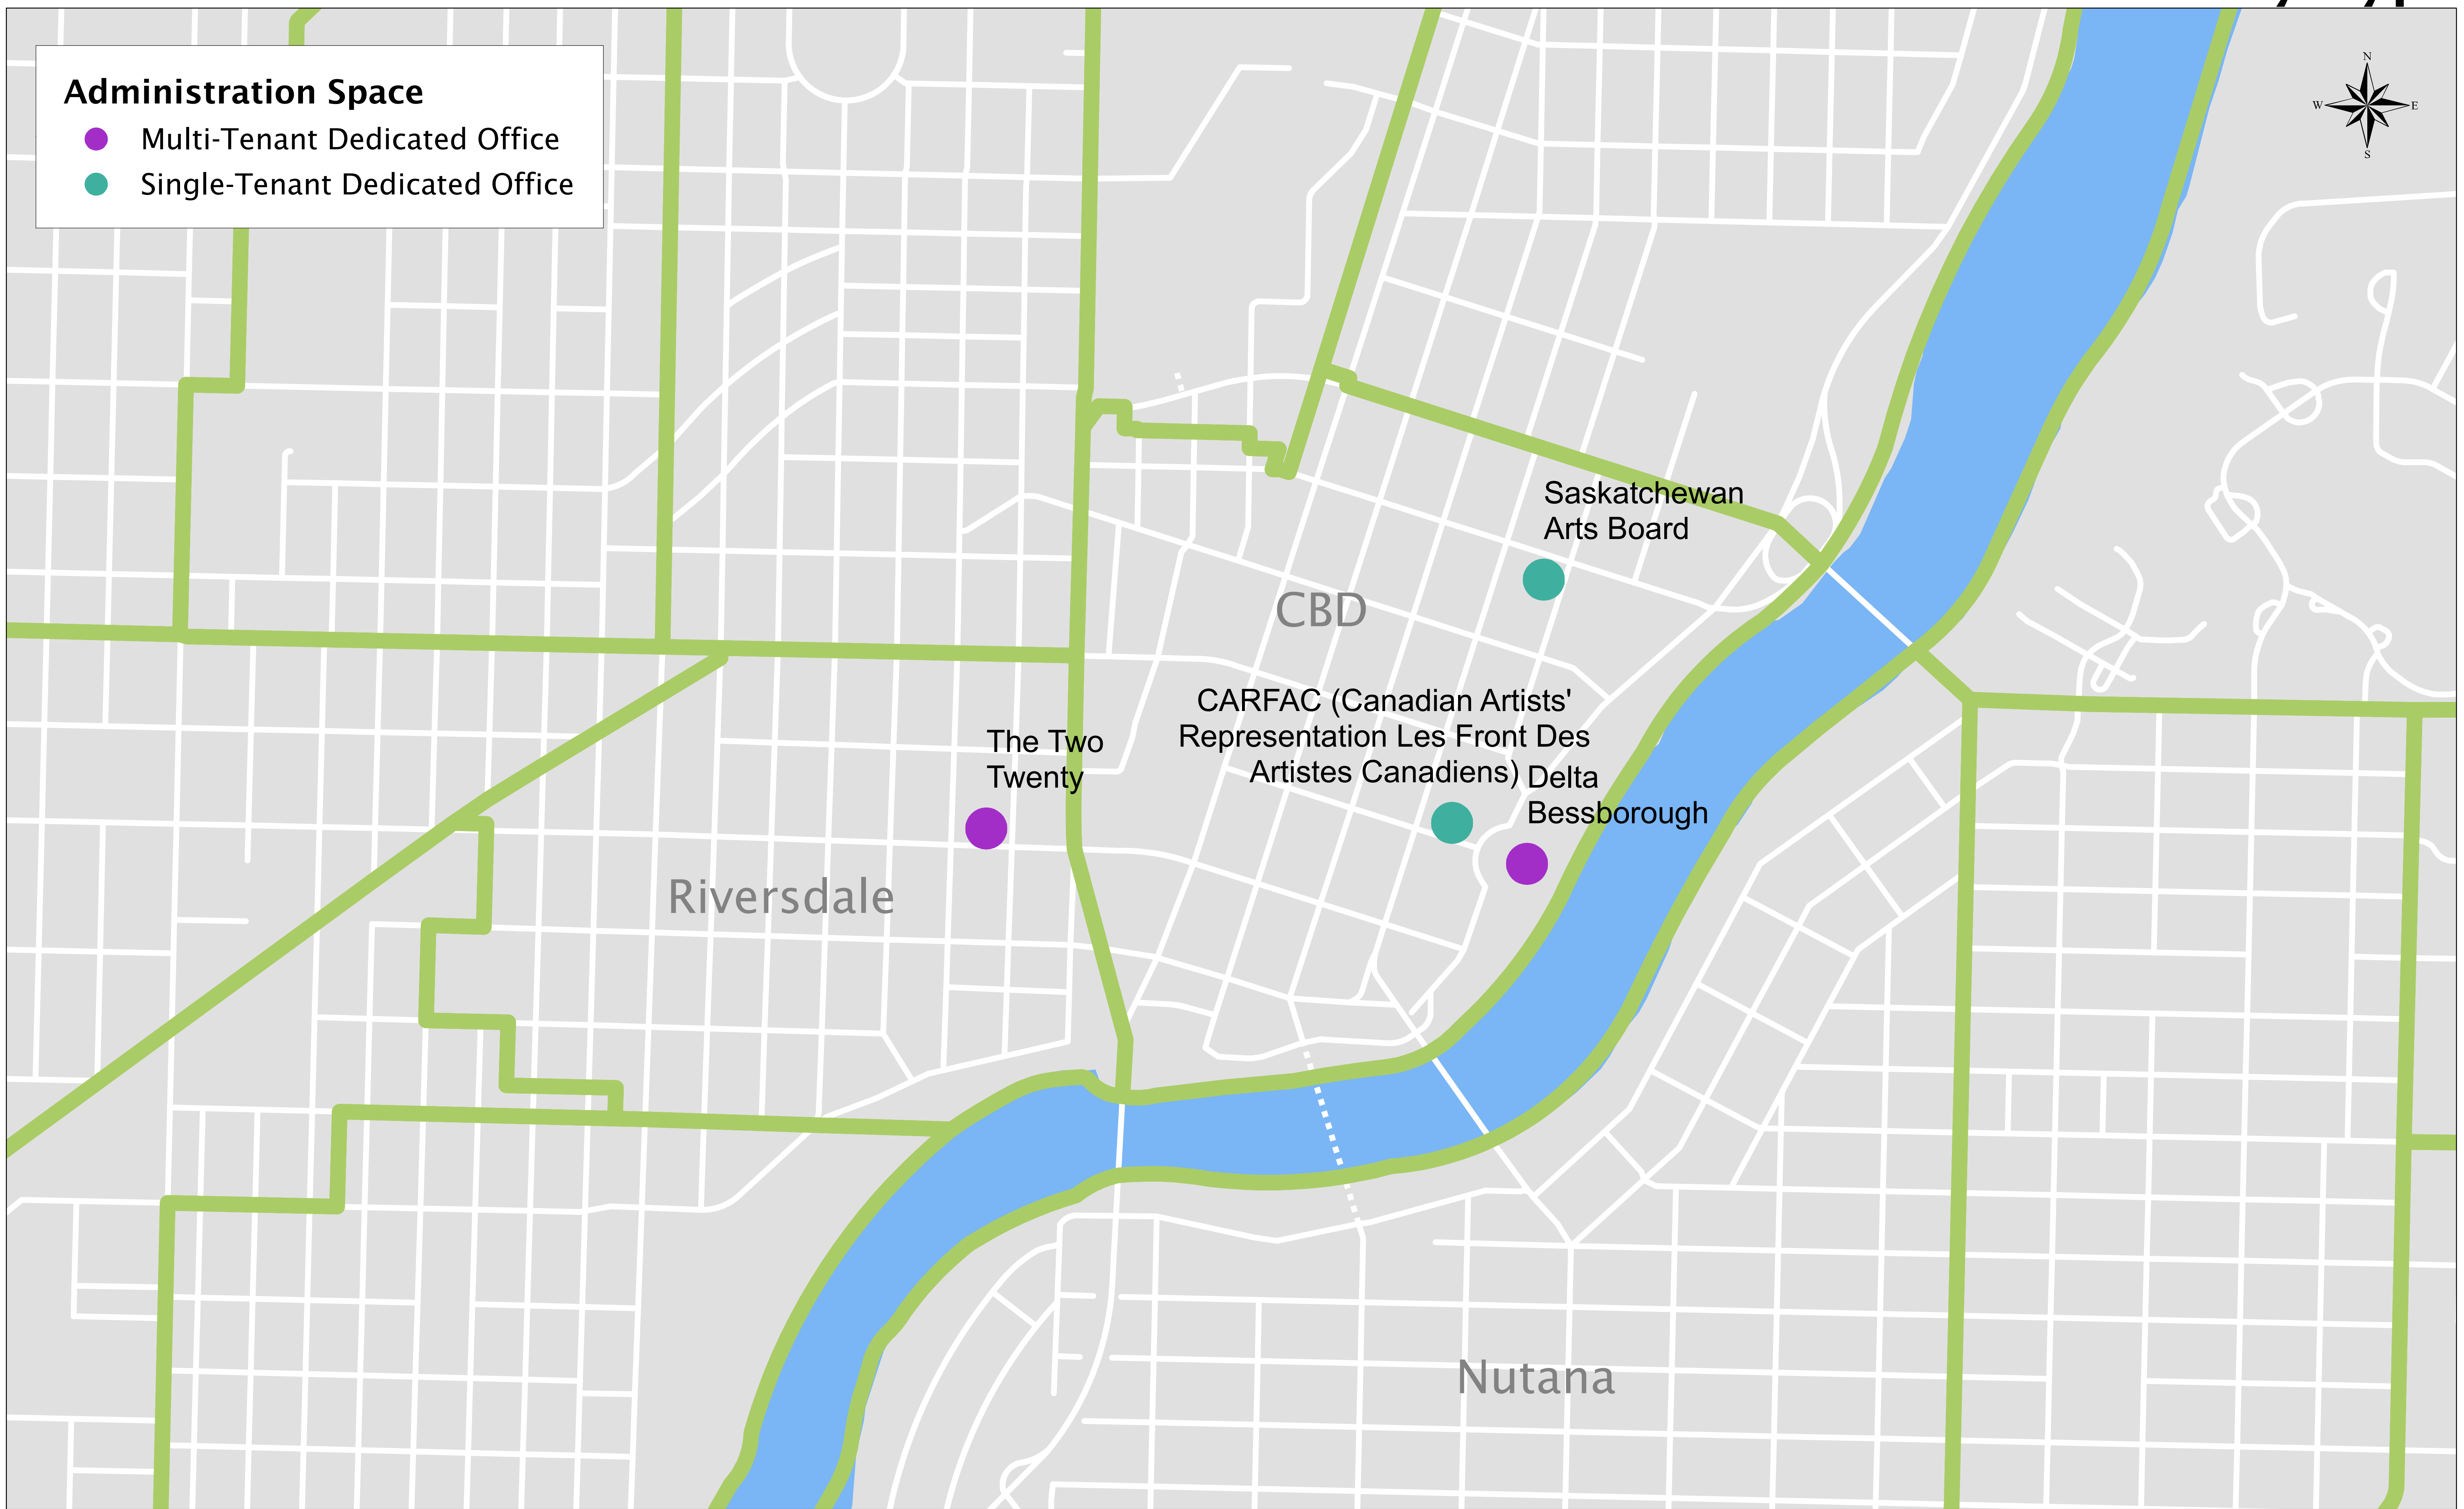 Administration Space
Multi-Tenant Dedicated Office
Single-Tenant Dedicated Office
N
W
E
S
Saskatchewan
Arts Board
CBD
CARFAC (Canadian Artists'
Representation Les Front Des
Artistes Canadiens)
The Two
Twenty
Delta
Bessborough
Riversdale
Nutana